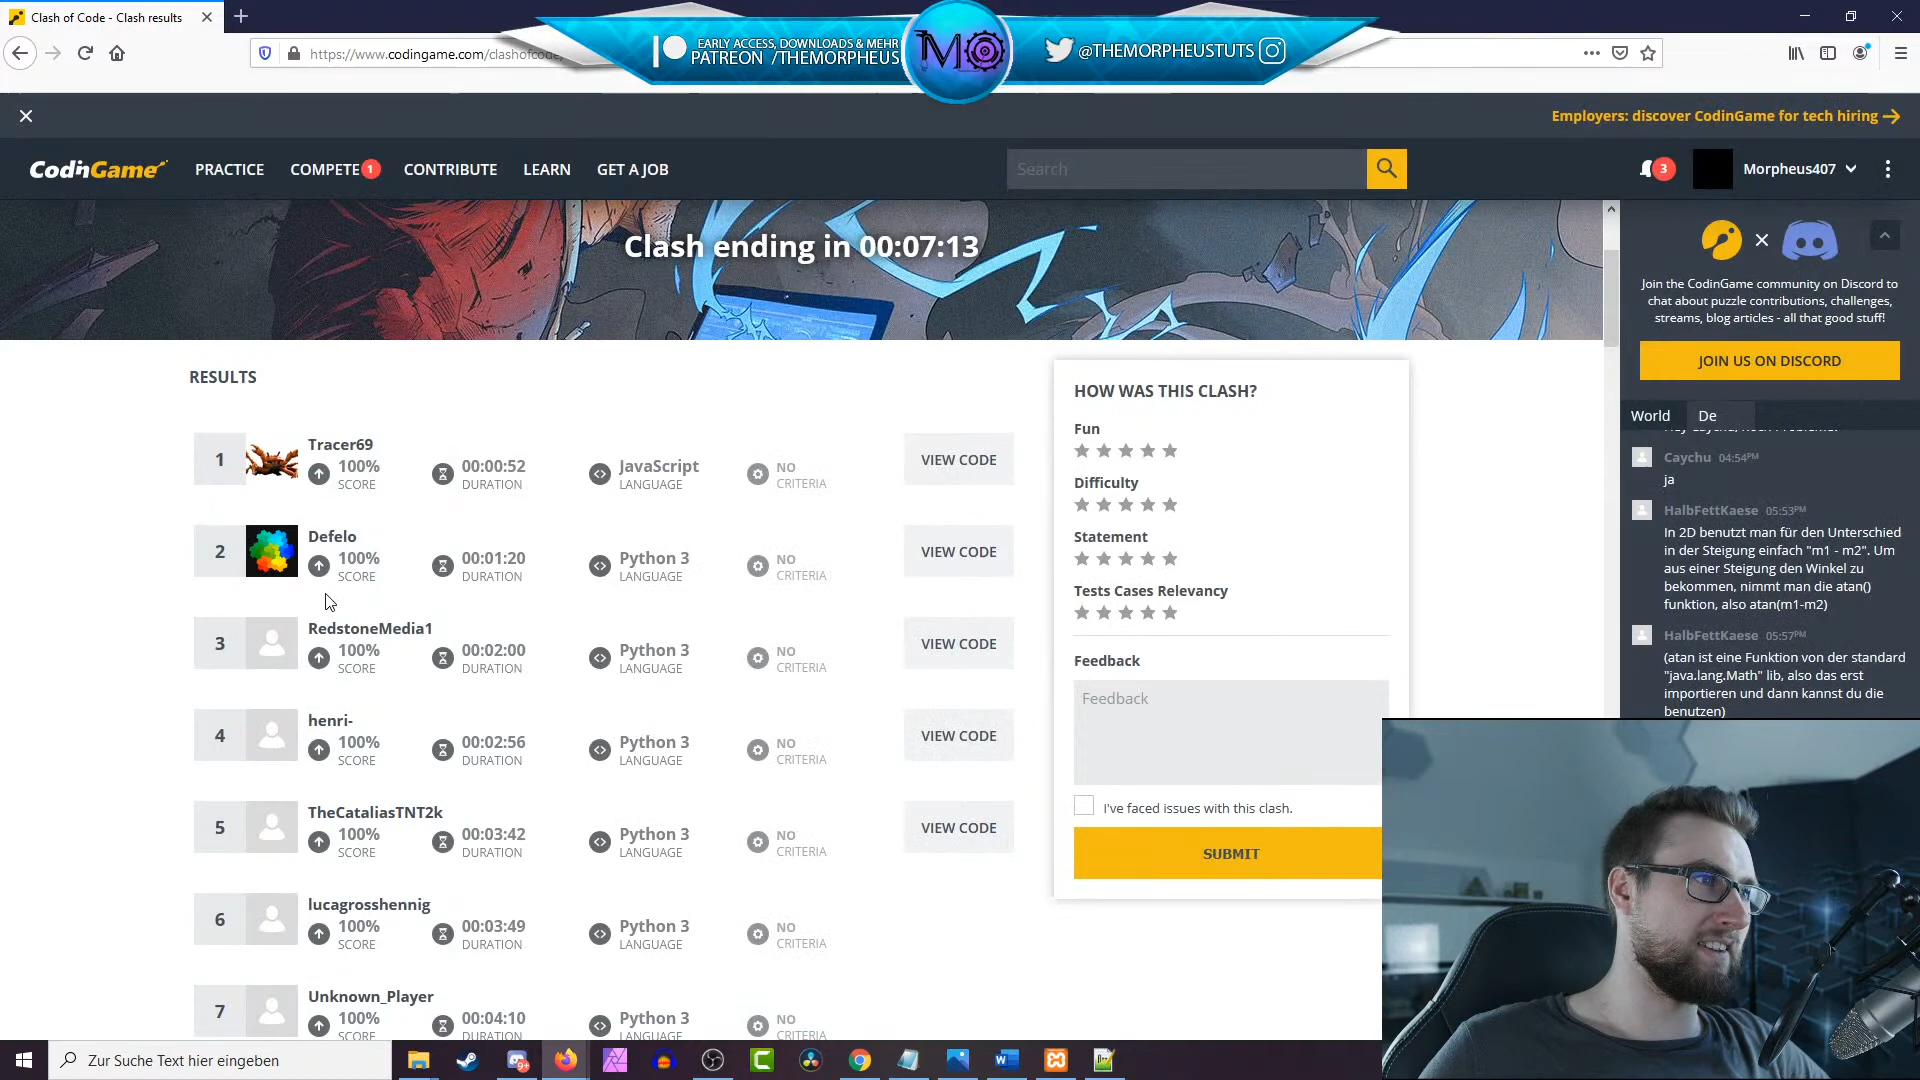 Clash of Code - Clash results
EARLY ACCESS, DOWNLOADS & MEHR
PATREON /THEMORPHEUS
MO
@THEMORPHEUSTUTS
https://www.codingame.com/clashofcode
Employers: discover CodinGame for tech hiring
CodinGame
PRACTICE
COMPETE 1
CONTRIBUTE
LEARN
GET A JOB
Search
3
Morpheus407
Clash ending in 00:07:13
RESULTS
1
Tracer69
100%
SCORE
00:00:52
DURATION
JavaScript
LANGUAGE
NO
CRITERIA
VIEW CODE
2
Defelo
100%
SCORE
00:01:20
DURATION
Python 3
LANGUAGE
NO
CRITERIA
VIEW CODE
3
RedstoneMedia1
100%
SCORE
00:02:00
DURATION
Python 3
LANGUAGE
NO
CRITERIA
VIEW CODE
4
henri-
100%
SCORE
00:02:56
DURATION
Python 3
LANGUAGE
NO
CRITERIA
VIEW CODE
5
TheCataliasTNT2k
100%
SCORE
00:03:42
DURATION
Python 3
LANGUAGE
NO
CRITERIA
VIEW CODE
6
lucagrosshennig
100%
SCORE
00:03:49
DURATION
Python 3
LANGUAGE
NO
CRITERIA
7
Unknown_Player
100%
SCORE
00:04:10
DURATION
Python 3
LANGUAGE
NO
CRITERIA
HOW WAS THIS CLASH?
Fun
Difficulty
Statement
Tests Cases Relevancy
Feedback
Feedback
I've faced issues with this clash.
SUBMIT
Join the CodinGame community on Discord to
chat about puzzle contributions, challenges,
streams, blog articles - all that good stuff!
JOIN US ON DISCORD
World
De
Caychu 04:54PM
ja
HalbFettKaese 05:53PM
In 2D benutzt man für den Unterschied
in der Steigung einfach "m1 - m2". Um
aus einer Steigung den Winkel zu
bekommen, nimmt man die atan()
funktion, also atan(m1-m2)
HalbFettKaese 05:57PM
(atan ist eine Funktion von der standard
"java.lang.Math" lib, also das erst
importieren und dann kannst du die
benutzen)
Zur Suche Text hier eingeben